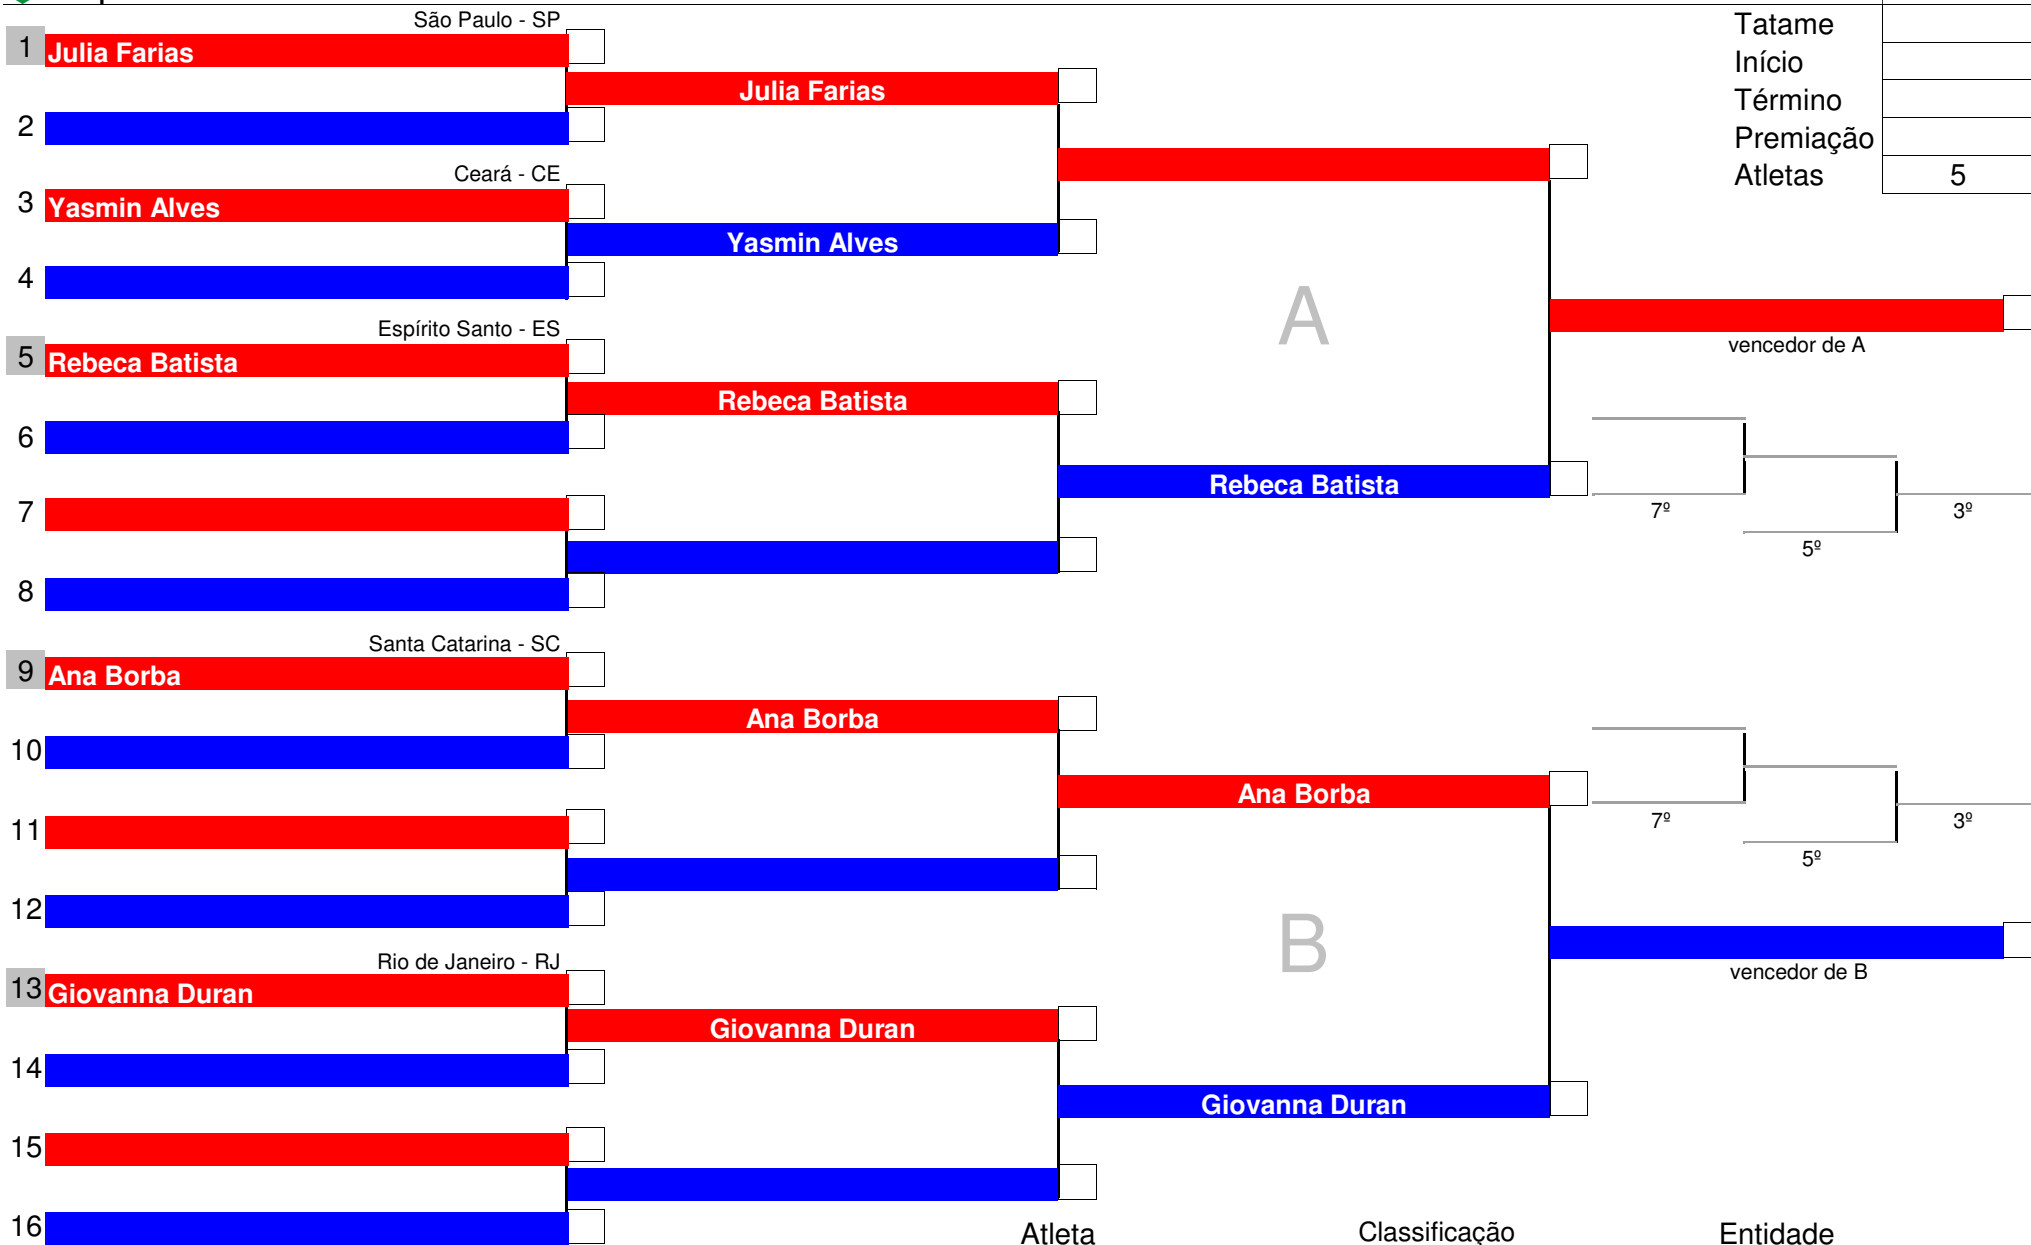 São Paulo - SP
Tatame
1 Julia Farias
Início
Julia Farias
Término
2
Premiação
Ceará - CE
Atletas 5
3 Yasmin Alves
Yasmin Alves
4
A
Espírito Santo - ES
vencedor de A
5 Rebeca Batista
Rebeca Batista
6
Rebeca Batista
7
7º 3º
5º
8
Santa Catarina - SC
9 Ana Borba
Ana Borba
10
Ana Borba
11
7º 3º
5º
12
B
Rio de Janeiro - RJ
vencedor de B
13 Giovanna Duran
Giovanna Duran
14
Giovanna Duran
15
16
Atleta Classificação Entidade